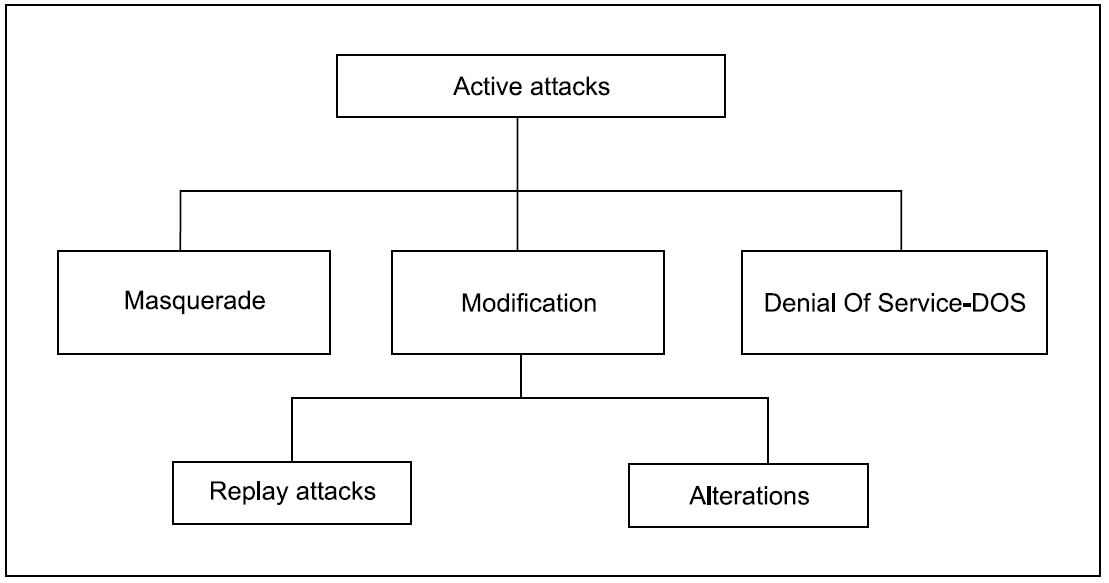 Active attacks
Masquerade
Modification
Denial Of Service-DOS
Replay attacks
Alterations